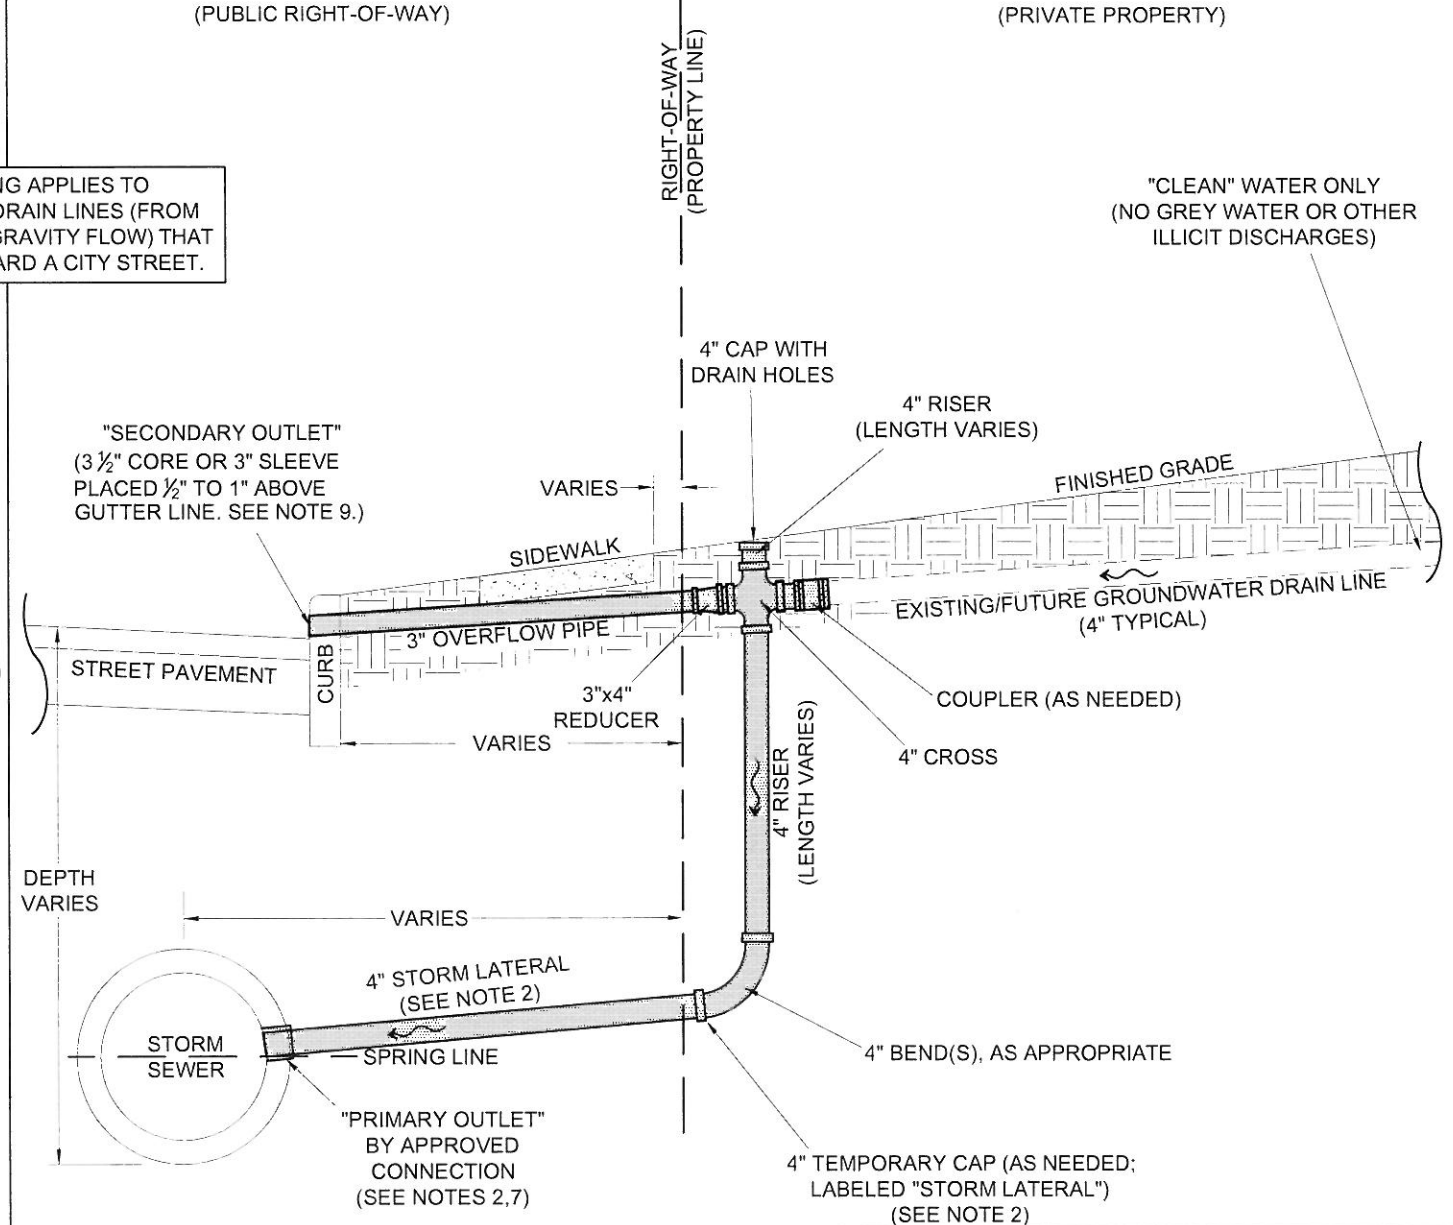 (PUBLIC RIGHT-OF-WAY)
(PRIVATE PROPERTY)
RIGHT-OF-WAY
(PROPERTY LINE)
NG APPLIES TO
DRAIN LINES (FROM
GRAVITY FLOW) THAT
ARD A CITY STREET.
"CLEAN" WATER ONLY
(NO GREY WATER OR OTHER
ILLICIT DISCHARGES)
4" CAP WITH
DRAIN HOLES
4" RISER
(LENGTH VARIES)
"SECONDARY OUTLET"
(3 ½" CORE OR 3" SLEEVE
PLACED ½" TO 1" ABOVE
GUTTER LINE. SEE NOTE 9.)
VARIES
FINISHED GRADE
SIDEWALK
EXISTING/FUTURE GROUNDWATER DRAIN LINE
(4" TYPICAL)
3" OVERFLOW PIPE
STREET PAVEMENT
CURB
3"x4"
REDUCER
COUPLER (AS NEEDED)
VARIES
4" CROSS
4" RISER
(LENGTH VARIES)
DEPTH
VARIES
VARIES
4" STORM LATERAL
(SEE NOTE 2)
STORM
SEWER
SPRING LINE
4" BEND(S), AS APPROPRIATE
"PRIMARY OUTLET"
BY APPROVED
CONNECTION
(SEE NOTES 2,7)
4" TEMPORARY CAP (AS NEEDED;
LABELED "STORM LATERAL")
(SEE NOTE 2)